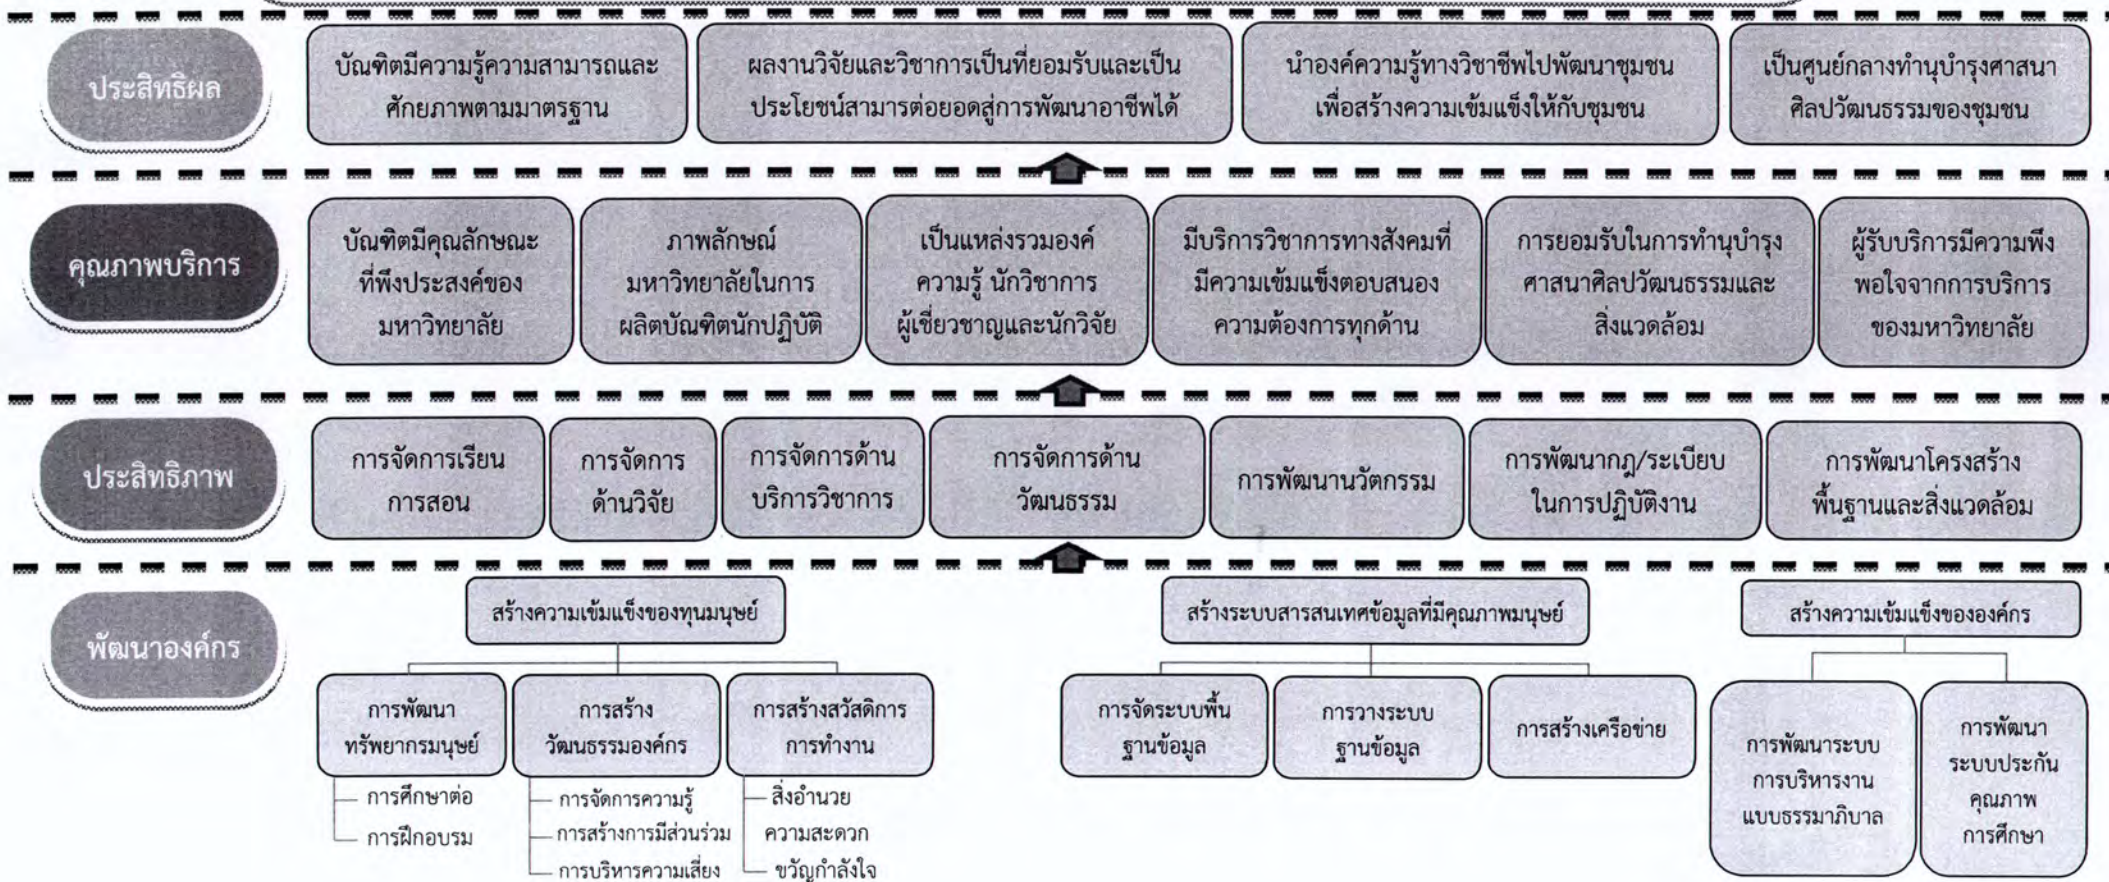 ประสิทธิผล
บัณฑิตมีความรู้ความสามารถและ
ศักยภาพตามมาตรฐาน
ผลงานวิจัยและวิชาการเป็นที่ยอมรับและเป็น
ประโยชน์สามารต่อยอดสู่การพัฒนาอาชีพได้
นำองค์ความรู้ทางวิชาชีพไปพัฒนาชุมชน
เพื่อสร้างความเข้มแข็งให้กับชุมชน
เป็นศูนย์กลางทำนุบำรุงศาสนา
ศิลปวัฒนธรรมของชุมชน
คุณภาพบริการ
บัณฑิตมีคุณลักษณะ
ที่พึงประสงค์ของ
มหาวิทยาลัย
ภาพลักษณ์
มหาวิทยาลัยในการ
ผลิตบัณฑิตนักปฏิบัติ
เป็นแหล่งรวมองค์
ความรู้ นักวิชาการ
ผู้เชี่ยวชาญและนักวิจัย
มีบริการวิชาการทางสังคมที่
มีความเข้มแข็งตอบสนอง
ความต้องการทุกด้าน
การยอมรับในการทำนุบำรุง
ศาสนาศิลปวัฒนธรรมและ
สิ่งแวดล้อม
ผู้รับบริการมีความพึง
พอใจจากการบริการ
ของมหาวิทยาลัย
ประสิทธิภาพ
การจัดการเรียน
การสอน
การจัดการ
ด้านวิจัย
การจัดการด้าน
บริการวิชาการ
การจัดการด้าน
วัฒนธรรม
การพัฒนานวัตกรรม
การพัฒนากฎ/ระเบียบ
ในการปฏิบัติงาน
การพัฒนาโครงสร้าง
พื้นฐานและสิ่งแวดล้อม
พัฒนาองค์กร
สร้างความเข้มแข็งของทุนมนุษย์
การพัฒนา
ทรัพยากรมนุษย์
การศึกษาต่อ
การฝึกอบรม
การสร้าง
วัฒนธรรมองค์กร
การจัดการความรู้
การสร้างการมีส่วนร่วม
การบริหารความเสี่ยง
การสร้างสวัสดิการ
การทำงาน
สิ่งอำนวย
ความสะดวก
ขวัญกำลังใจ
สร้างระบบสารสนเทศข้อมูลที่มีคุณภาพมนุษย์
การจัดระบบพื้น
ฐานข้อมูล
การวางระบบ
ฐานข้อมูล
การสร้างเครือข่าย
สร้างความเข้มแข็งขององค์กร
การพัฒนาระบบ
การบริหารงาน
แบบธรรมาภิบาล
การพัฒนา
ระบบประกัน
คุณภาพ
การศึกษา